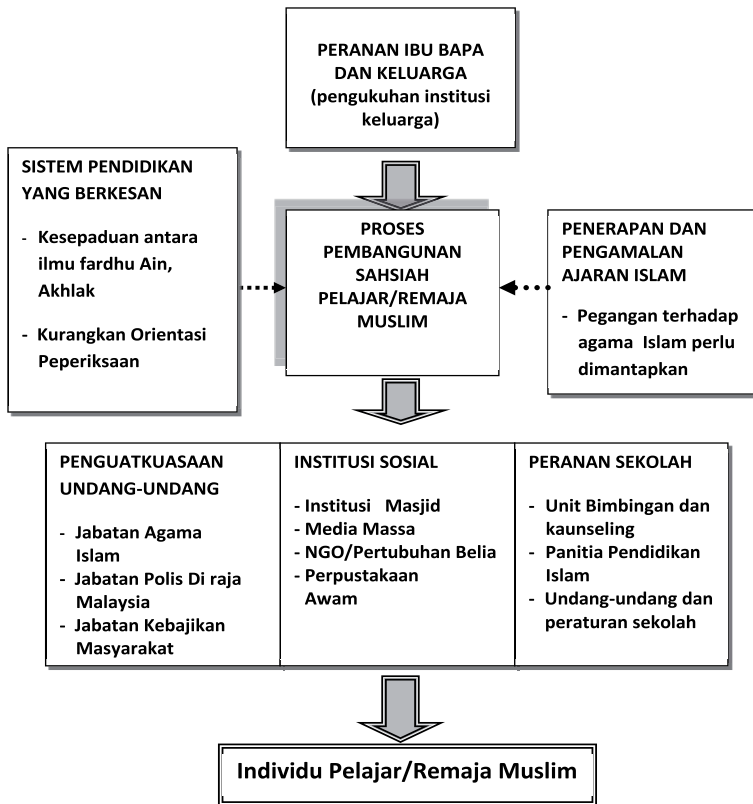 PERANAN IBU BAPA
DAN KELUARGA
(pengukuhan institusi
keluarga)
SISTEM PENDIDIKAN
YANG BERKESAN
- Kesepaduan antara
ilmu fardhu Ain,
Akhlak
- Kurangkan Orientasi
Peperiksaan
PROSES
PEMBANGUNAN
SAHSIAH
PELAJAR/REMAJA
MUSLIM
PENERAPAN DAN
PENGAMALAN
AJARAN ISLAM
- Pegangan terhadap
agama Islam perlu
dimantapkan
PENGUATKUASAAN
UNDANG-UNDANG
- Jabatan Agama
Islam
- Jabatan Polis Di raja
Malaysia
- Jabatan Kebajikan
Masyarakat
INSTITUSI SOSIAL
- Institusi Masjid
- Media Massa
- NGO/Pertubuhan Belia
- Perpustakaan
Awam
PERANAN SEKOLAH
- Unit Bimbingan dan
kaunseling
- Panitia Pendidikan
Islam
- Undang-undang dan
peraturan sekolah
Individu Pelajar/Remaja Muslim